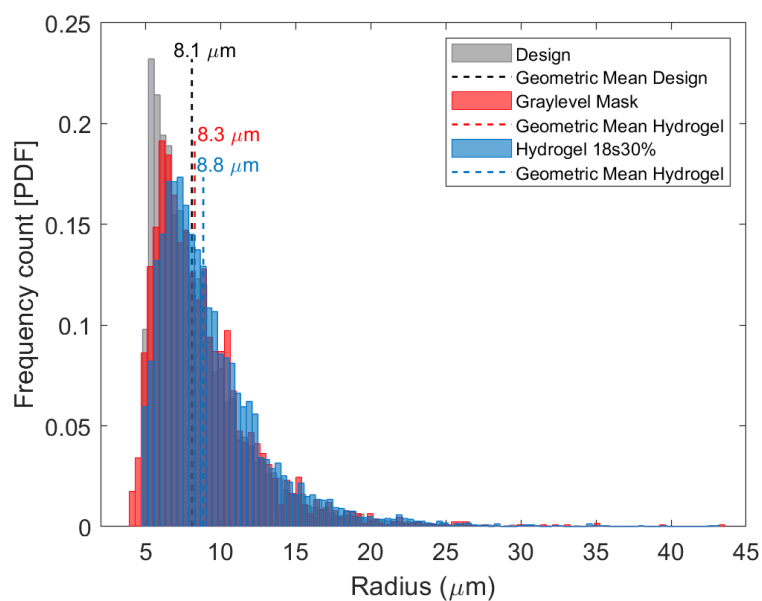 0.25
0.2
0.15
0.1
0.05
0
Frequency count [PDF]
8.1 μm
8.3 μm
8.8 μm
Design
Geometric Mean Design
Graylevel Mask
Geometric Mean Hydrogel
Hydrogel 18s30%
Geometric Mean Hydrogel
5 10 15 20 25 30 35 40 45
Radius (μm)